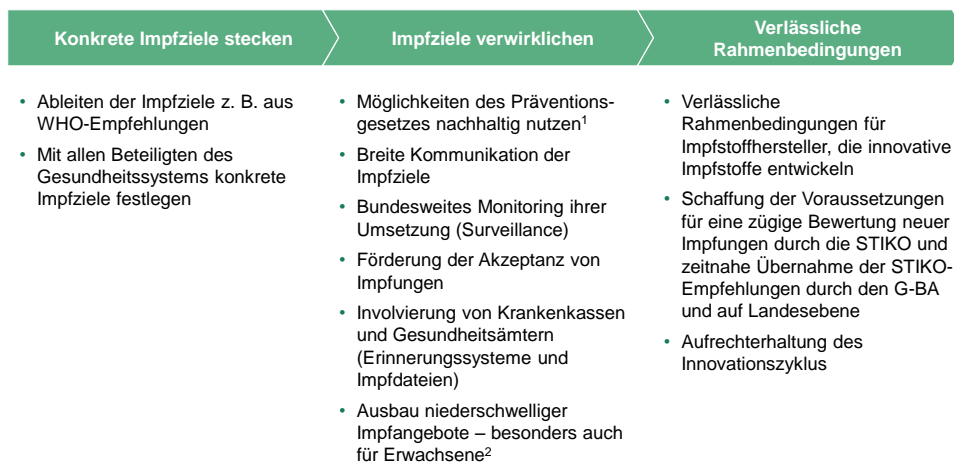 Konkrete Impfziele stecken
Impfziele verwirklichen
Verlässliche
Rahmenbedingungen
• Ableiten der Impfziele z. B. aus
WHO-Empfehlungen
• Mit allen Beteiligten des
Gesundheitssystems konkrete
Impfziele festlegen
• Möglichkeiten des Präventions-
gesetzes nachhaltig nutzen¹
• Breite Kommunikation der
Impfziele
• Bundesweites Monitoring ihrer
Umsetzung (Surveillance)
• Förderung der Akzeptanz von
Impfungen
• Involvierung von Krankenkassen
und Gesundheitsämtern
(Erinnerungssysteme und
Impfdateien)
• Ausbau niederschwelliger
Impfangebote – besonders auch
für Erwachsene²
• Verlässliche
Rahmenbedingungen für
Impfstoffhersteller, die innovative
Impfstoffe entwickeln
• Schaffung der Voraussetzungen
für eine zügige Bewertung neuer
Impfungen durch die STIKO und
zeitnahe Übernahme der STIKO-
Empfehlungen durch den G-BA
und auf Landesebene
• Aufrechterhaltung des
Innovationszyklus